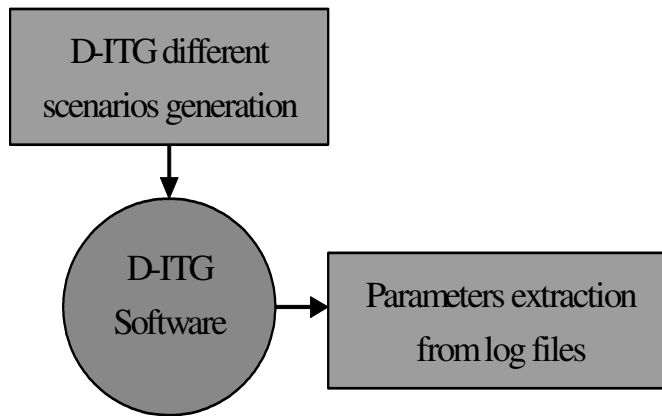 D-ITG different
scenarios generation
D-ITG
Software
Parameters extraction
from log files